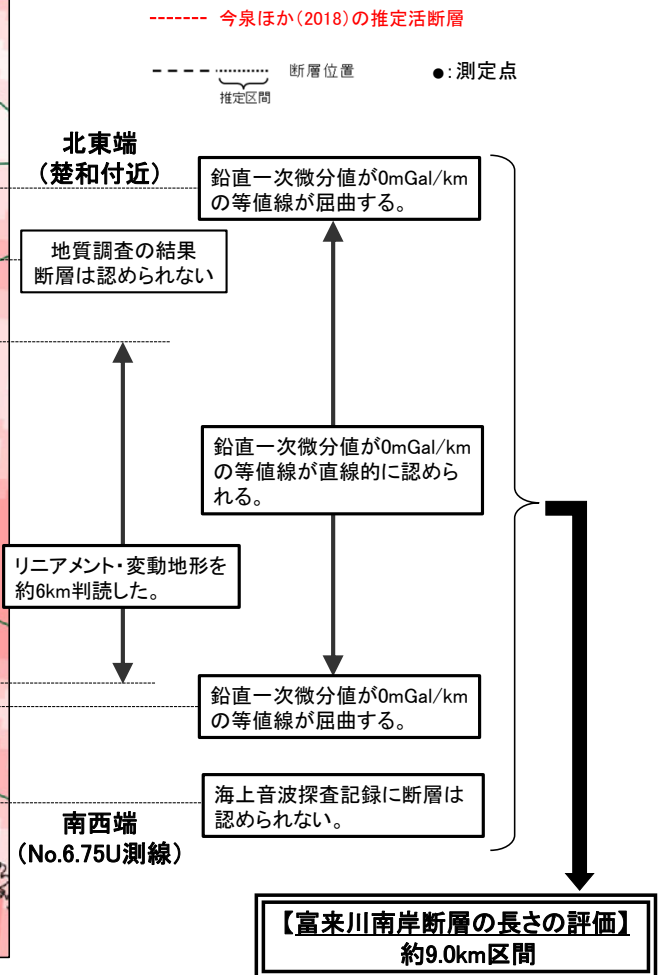 今泉ほか(2018)の推定活断層
断層位置
●:測定点
推定区間
北東端
(楚和付近)
鉛直一次微分値が0mGal/km
の等値線が屈曲する。
地質調査の結果
断層は認められない
鉛直一次微分値が0mGal/km
の等値線が直線的に認めら
れる。
リニアメント・変動地形を
約6km判読した。
鉛直一次微分値が0mGal/km
の等値線が屈曲する。
海上音波探査記録に断層は
認められない。
南西端
(No.6.75U測線)
【富来川南岸断層の長さの評価】
約9.0km区間